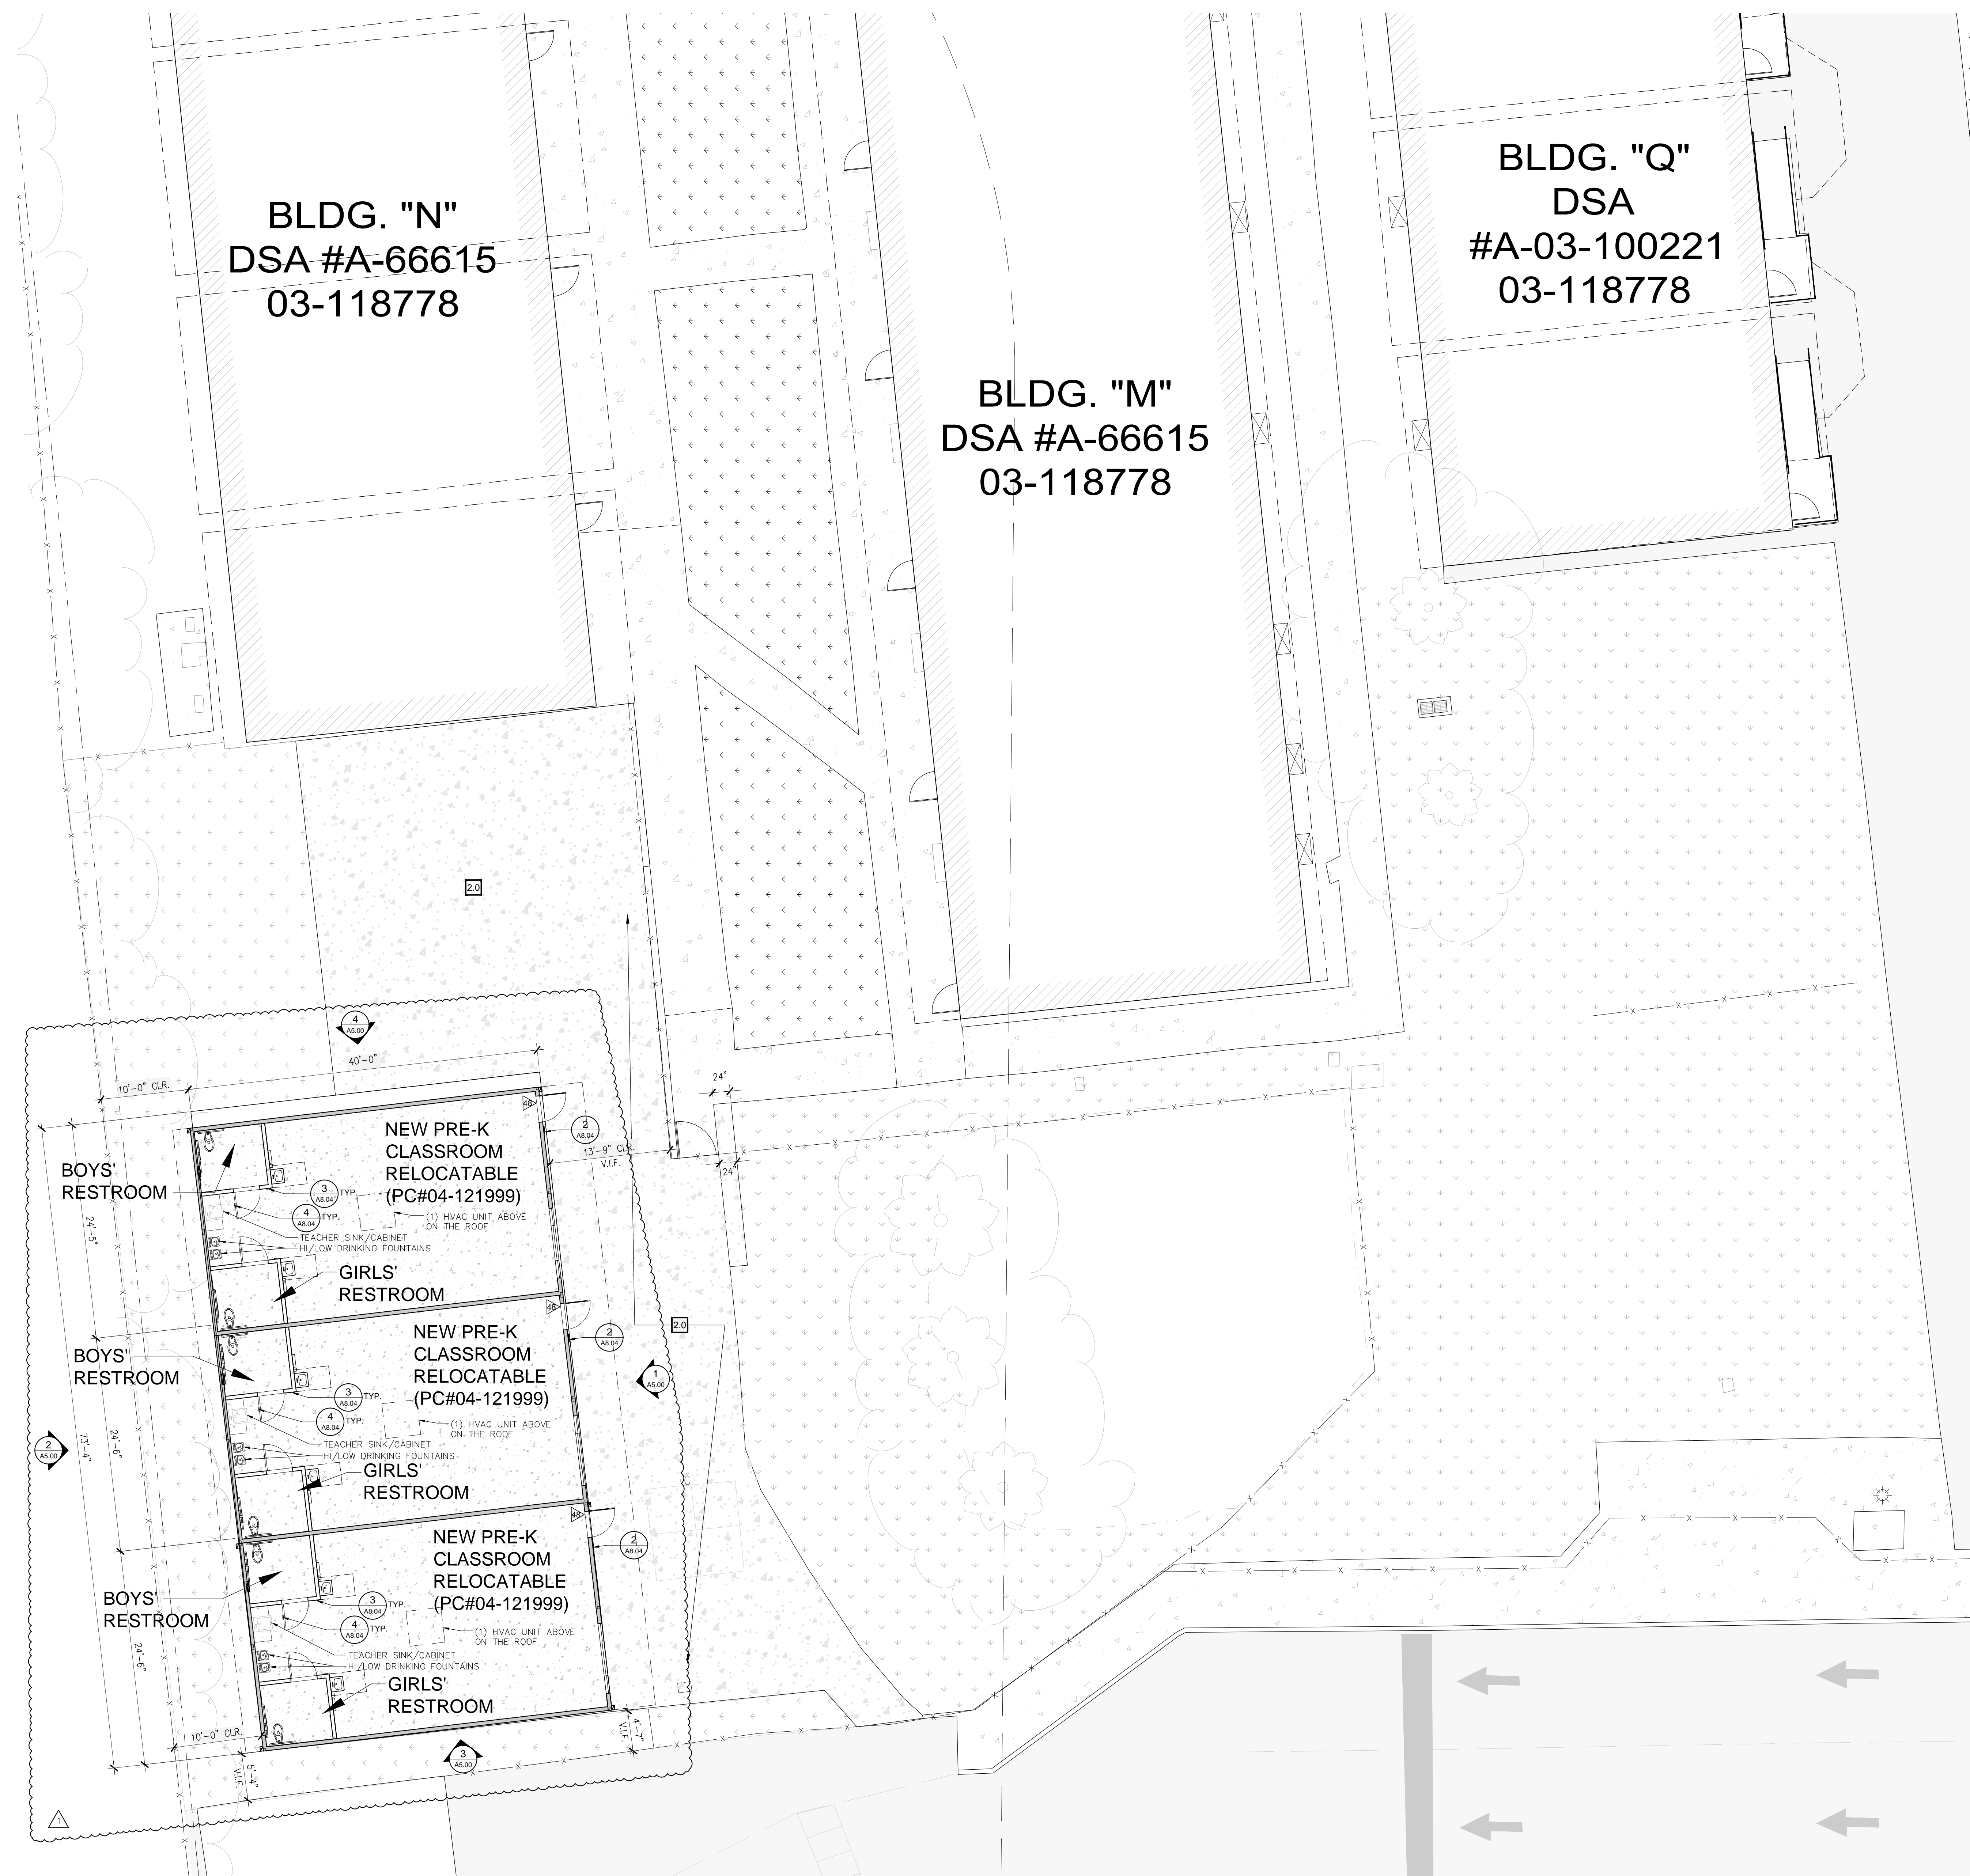 BLDG. "N"
DSA #A-66615
03-118778
BLDG. "M"
DSA #A-66615
03-118778
BLDG. "Q"
DSA
#A-03-100221
03-118778
2.0
4
A5.00
40'-0"
10'-0" CLR.
24"
24"
13'-9" CLR.
V.I.F.
48
2
A8.04
NEW PRE-K
CLASSROOM
RELOCATABLE
(PC#04-121999)
BOYS'
RESTROOM
3
A8.04
TYP.
4
A8.04
TYP.
(1) HVAC UNIT ABOVE
ON THE ROOF
TEACHER SINK/CABINET
HI/LOW DRINKING FOUNTAINS
GIRLS'
RESTROOM
24'-5"
48
2
A8.04
2.0
1
A5.00
NEW PRE-K
CLASSROOM
RELOCATABLE
(PC#04-121999)
BOYS'
RESTROOM
3
A8.04
TYP.
4
A8.04
TYP.
(1) HVAC UNIT ABOVE
ON THE ROOF
TEACHER SINK/CABINET
HI/LOW DRINKING FOUNTAINS
GIRLS'
RESTROOM
2
A5.00
73'-4"
24'-6"
48
2
A8.04
NEW PRE-K
CLASSROOM
RELOCATABLE
(PC#04-121999)
BOYS'
RESTROOM
3
A8.04
TYP.
4
A8.04
TYP.
(1) HVAC UNIT ABOVE
ON THE ROOF
TEACHER SINK/CABINET
HI/LOW DRINKING FOUNTAINS
GIRLS'
RESTROOM
24'-6"
10'-0" CLR.
4'-7"
V.I.F.
5'-4"
V.I.F.
3
A5.00
1